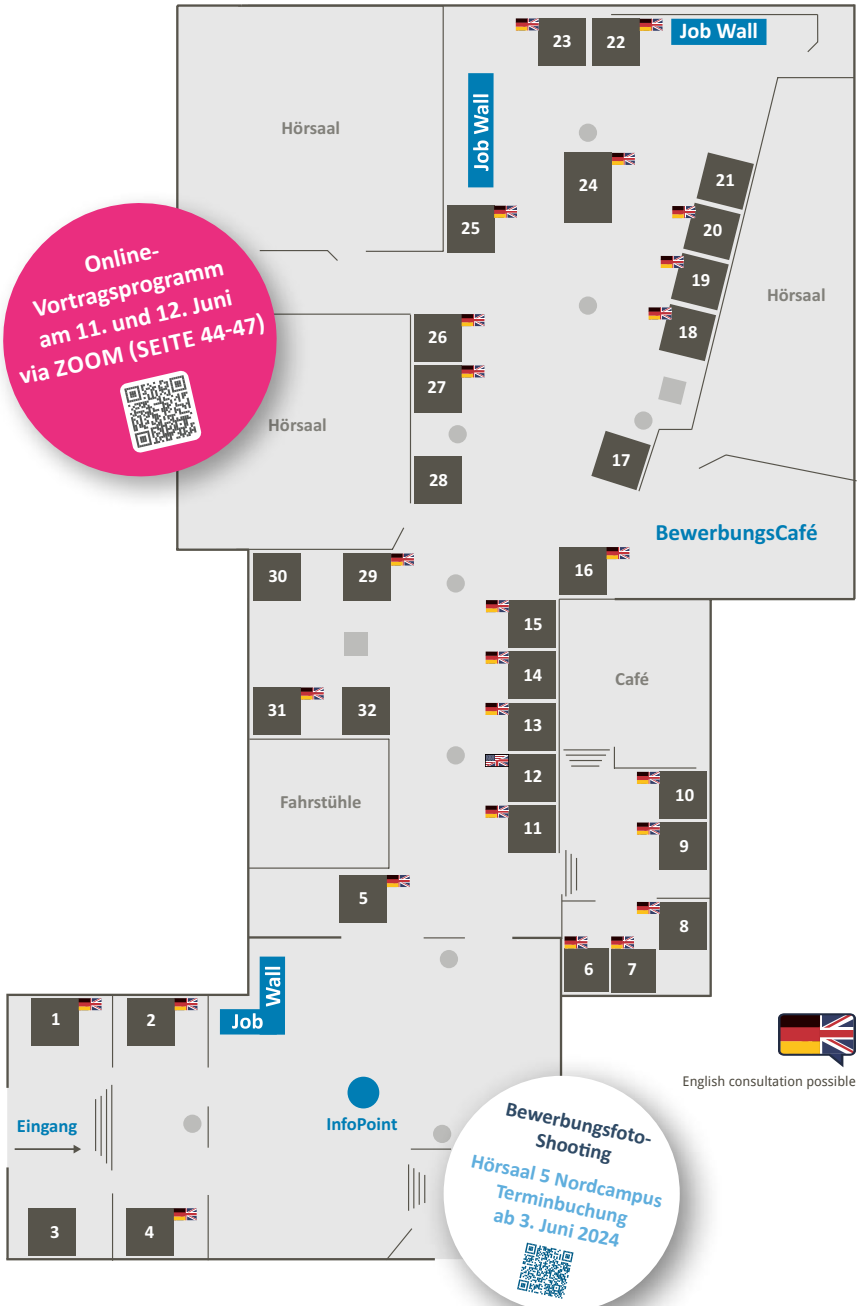 23
22
Job Wall
Hörsaal
Job Wall
24
21
25
20
19
18
Hörsaal
Online-
Vortragsprogramm
am 11. und 12. Juni
via ZOOM (SEITE 44-47)
26
27
Hörsaal
28
17
BewerbungsCafé
30
29
16
15
14
13
12
11
Café
31
32
Fahrstühle
10
9
8
5
6
7
1
2
Job Wall
InfoPoint
Eingang
3
4
English consultation possible
Bewerbungsfoto-
Shooting
Hörsaal 5 Nordcampus
Terminbuchung
ab 3. Juni 2024